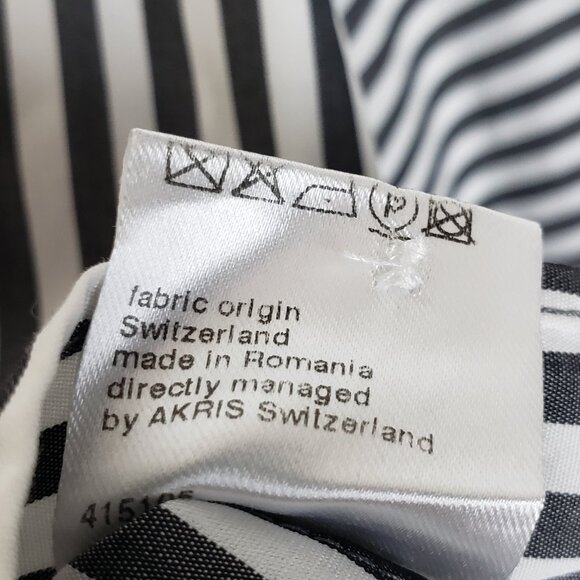 P
fabric origin
Switzerland
made in Romania
directly managed
by AKRIS Switzerland